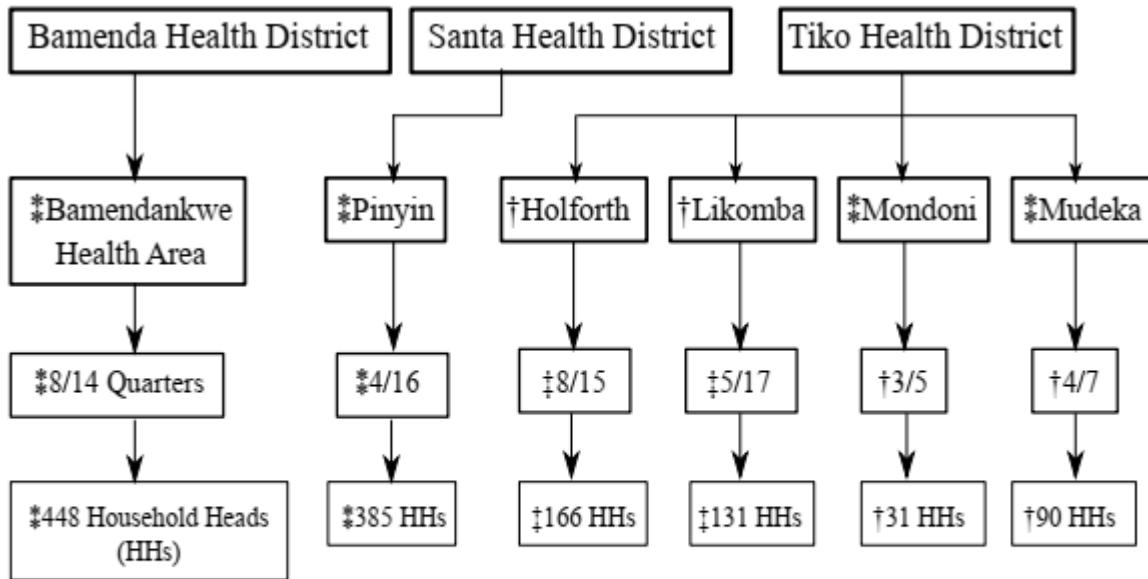 Bamenda Health District
Santa Health District
Tiko Health District
⁑Bamendankwe
Health Area
⁑Pinyin
†Holforth
†Likomba
⁑Mondoni
⁑Mudeka
⁑8/14 Quarters
⁑4/16
‡8/15
‡5/17
†3/5
†4/7
⁑448 Household Heads
(HHs)
⁑385 HHs
‡166 HHs
‡131 HHs
†31 HHs
†90 HHs